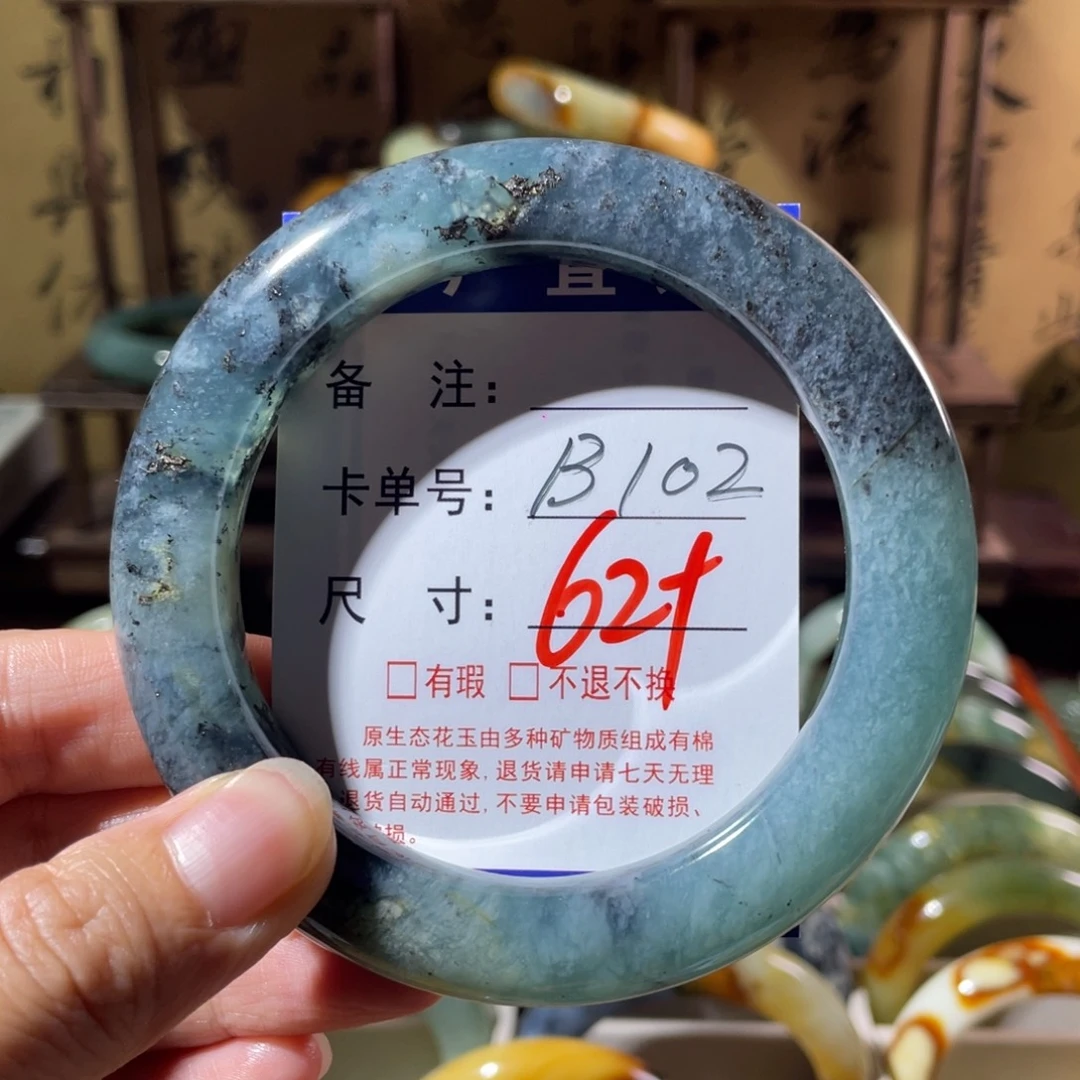 直
备 注：
卡单号：B102
尺 寸：62+
□有瑕 □不退不换
原生态花玉由多种矿物质组成有棉
有线属正常现象，退货请申请七天无理
退货自动通过，不要申请包装破损、
损。